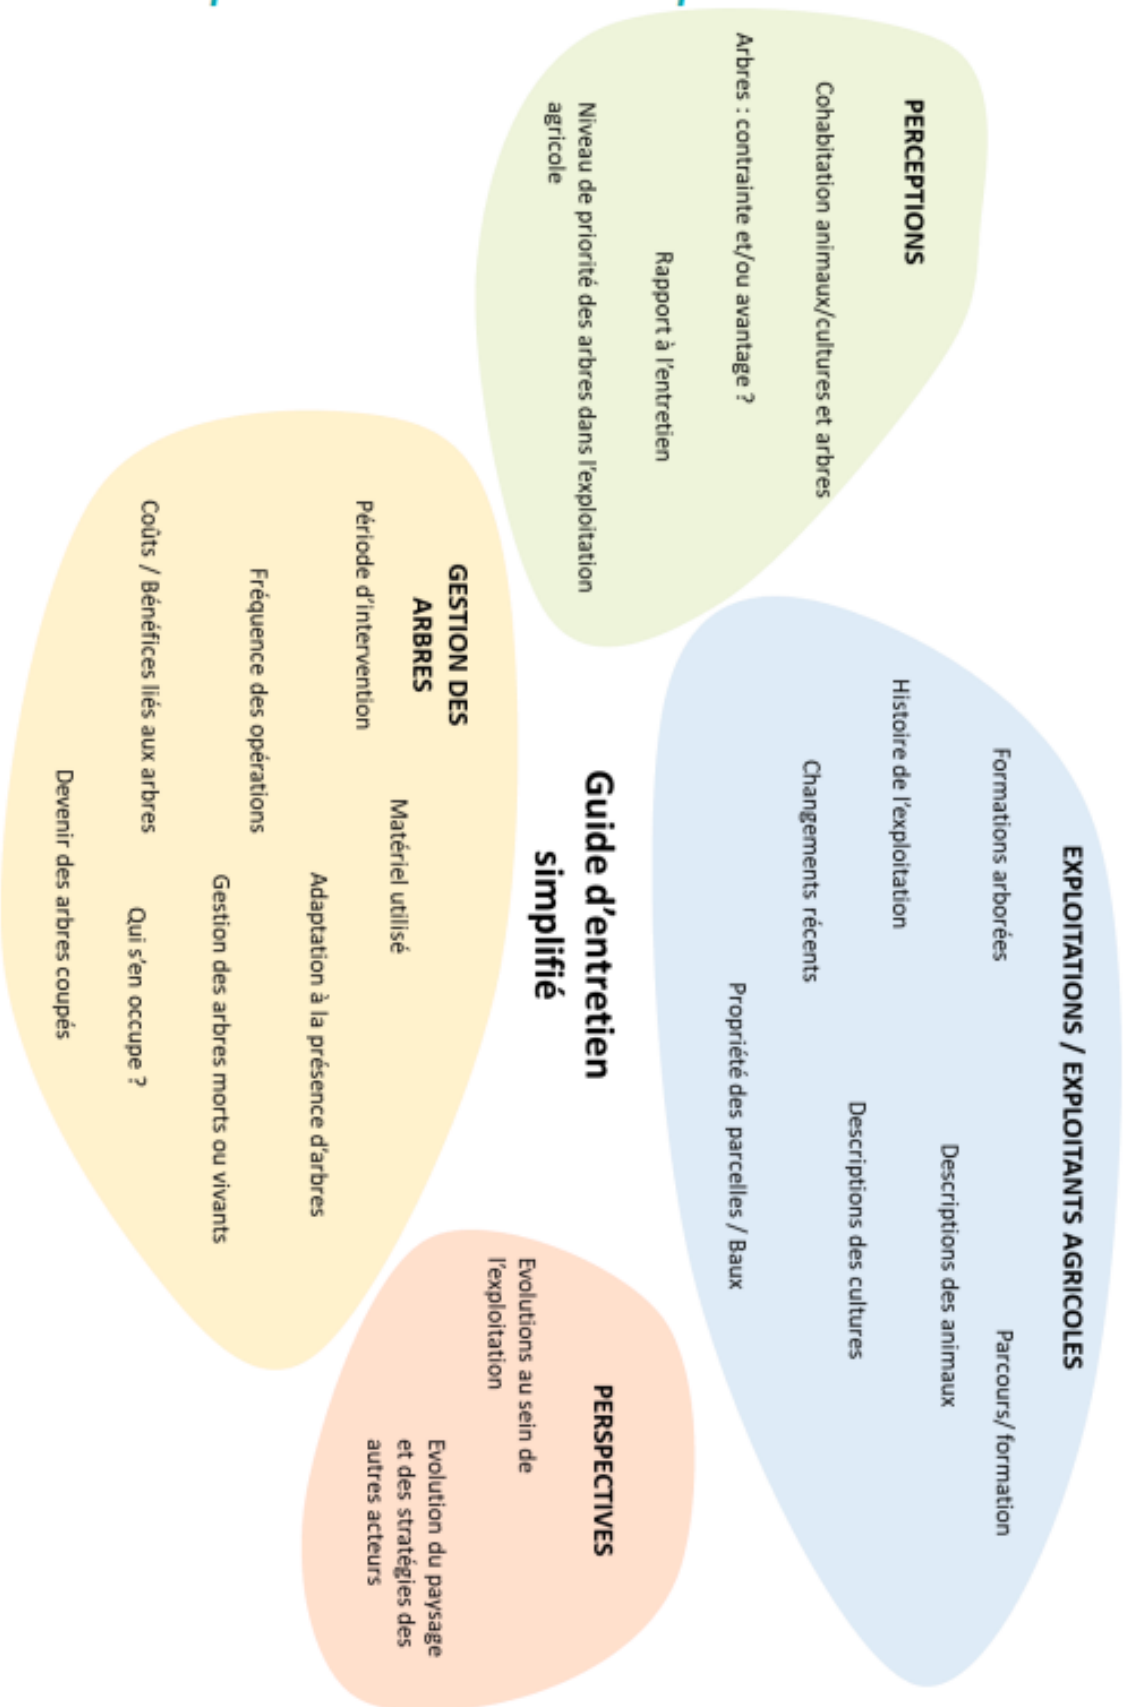 PERCEPTIONS
Cohabitation animaux/cultures et arbres
Arbres : contrainte et/ou avantage ?
Rapport à l'entretien
Niveau de priorité des arbres dans l'exploitation
agricole
EXPLOITATIONS / EXPLOITANTS AGRICOLES
Formations arborées
Parcours/ formation
Descriptions des animaux
Histoire de l'exploitation
Descriptions des cultures
Changements récents
Propriété des parcelles / Baux
Guide d'entretien
simplifié
GESTION DES
ARBRES
Matériel utilisé
Période d'intervention
Adaptation à la présence d'arbres
Fréquence des opérations
Gestion des arbres morts ou vivants
Coûts / Bénéfices liés aux arbres
Qui s'en occupe ?
Devenir des arbres coupés
PERSPECTIVES
Evolutions au sein de
l'exploitation
Evolution du paysage
et des stratégies des
autres acteurs